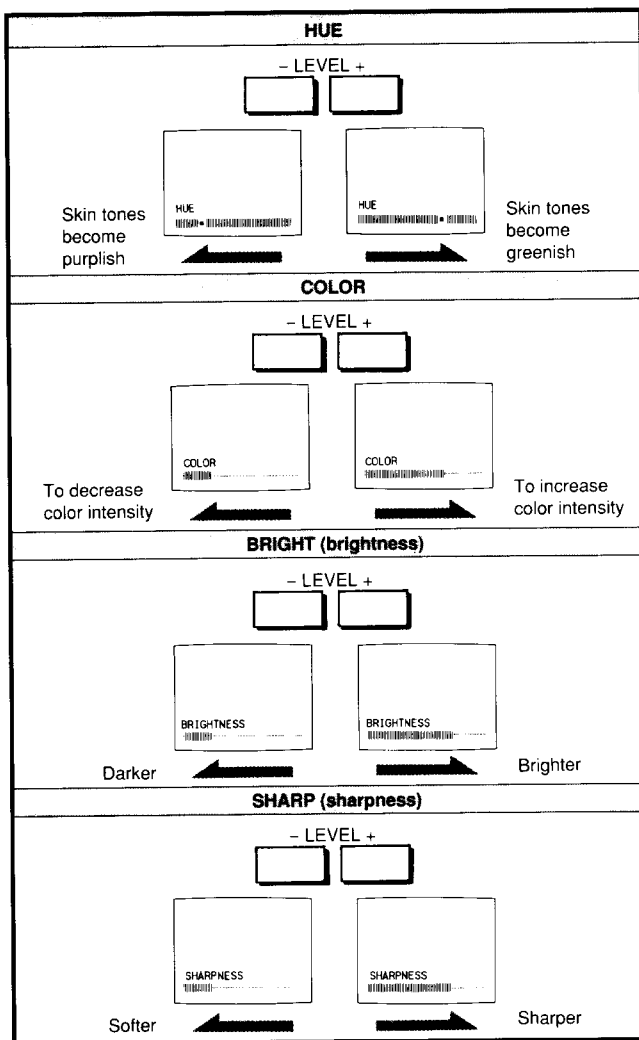 HUE
– LEVEL +
HUE
HUE
Skin tones
become
purplish
Skin tones
become
greenish
COLOR
– LEVEL +
COLOR
COLOR
To decrease
color intensity
To increase
color intensity
BRIGHT (brightness)
– LEVEL +
BRIGHTNESS
BRIGHTNESS
Darker
Brighter
SHARP (sharpness)
– LEVEL +
SHARPNESS
SHARPNESS
Softer
Sharper